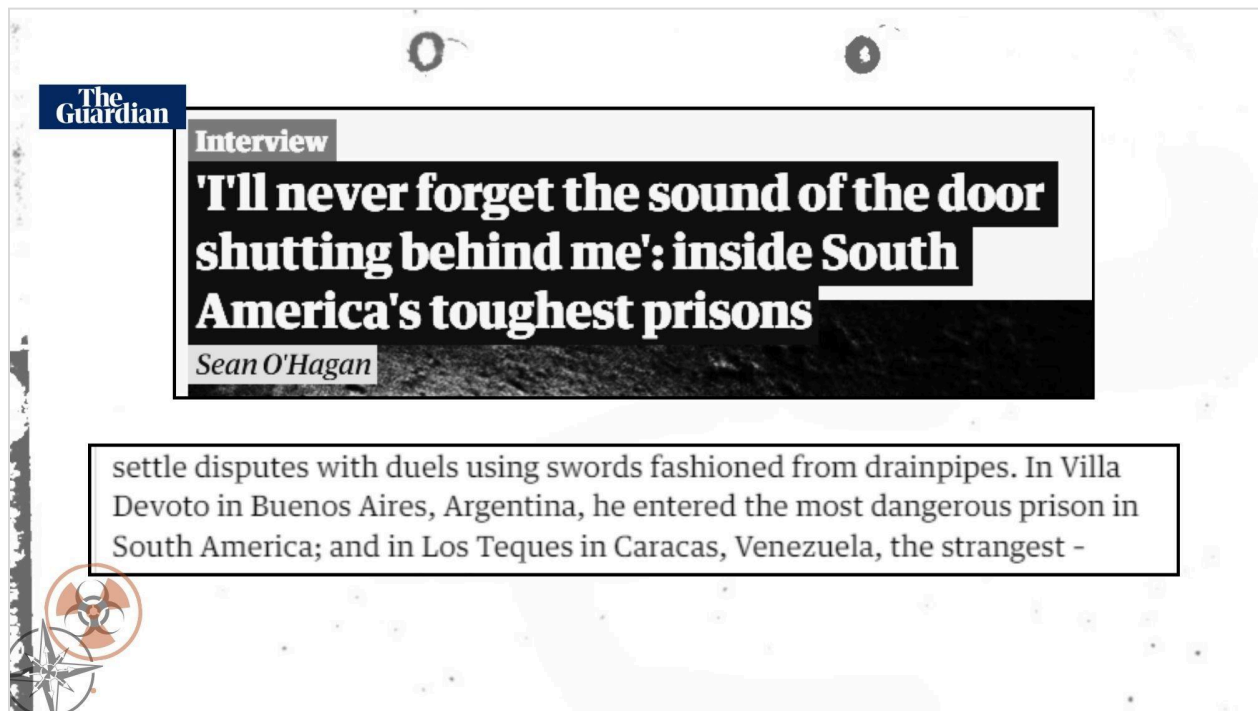 The
Guardian
Interview
'I'll never forget the sound of the door
shutting behind me': inside South
America's toughest prisons
Sean O'Hagan
settle disputes with duels using swords fashioned from drainpipes. In Villa
Devoto in Buenos Aires, Argentina, he entered the most dangerous prison in
South America; and in Los Teques in Caracas, Venezuela, the strangest –